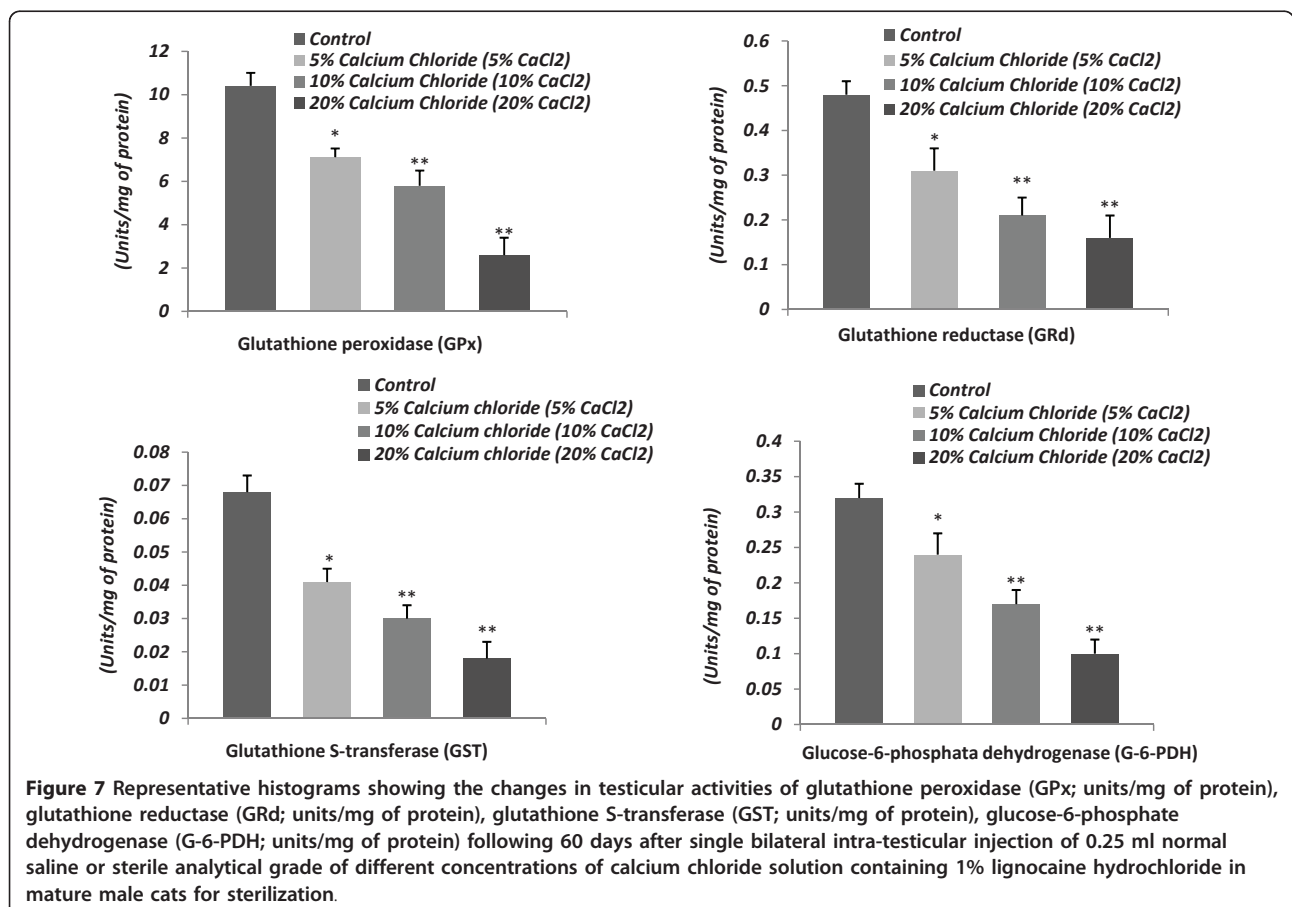 Control
5% Calcium Chloride (5% CaCl2)
10% Calcium Chloride (10% CaCl2)
20% Calcium Chloride (20% CaCl2)
12
10
8
6
4
2
0
(Units/mg of protein)
*
**
**
Glutathione peroxidase (GPx)
Control
5% Calcium Chloride (5% CaCl2)
10% Calcium Chloride (10% CaCl2)
20% Calcium Chloride (20% CaCl2)
0.6
0.5
0.4
0.3
0.2
0.1
0
(Units/mg of protein)
*
**
**
Glutathione reductase (GRd)
Control
5% Calcium chloride (5% CaCl2)
10% Calcium chloride (10% CaCl2)
20% Calcium chloride (20% CaCl2)
0.08
0.07
0.06
0.05
0.04
0.03
0.02
0.01
0
(Units/mg of protein)
*
**
**
Glutathione S-transferase (GST)
Control
5% Calcium Chloride (5% CaCl2)
10% Calcium Chloride (10% CaCl2)
20% Calcium Chloride (20% CaCl2)
0.4
0.35
0.3
0.25
0.2
0.15
0.1
0.05
0
(Units/mg of protein)
*
**
**
Glucose-6-phosphata dehydrogenase (G-6-PDH)
Figure 7 Representative histograms showing the changes in testicular activities of glutathione peroxidase (GPx; units/mg of protein),
glutathione reductase (GRd; units/mg of protein), glutathione S-transferase (GST; units/mg of protein), glucose-6-phosphate
dehydrogenase (G-6-PDH; units/mg of protein) following 60 days after single bilateral intra-testicular injection of 0.25 ml normal
saline or sterile analytical grade of different concentrations of calcium chloride solution containing 1% lignocaine hydrochloride in
mature male cats for sterilization.